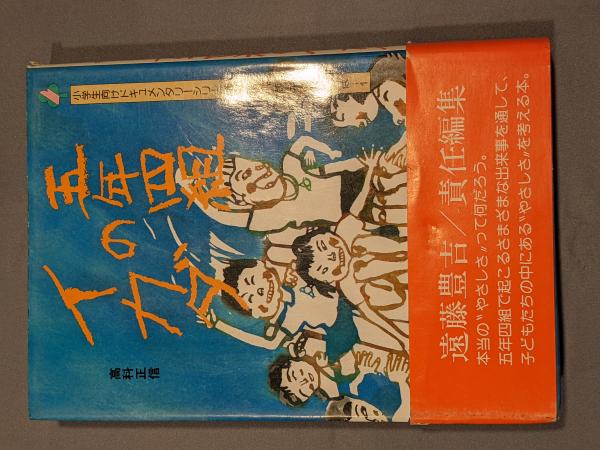 小学生向けドキュメンタリーシリ
五年四組
の
イカダ
高科正信
遠藤豊吉/責任編集
本当の〝やさしさ〟って何だろう。
五年四組で起こるさまざまな出来事を通して、
子どもたちの中にある〝やさしさ〟を考える本。